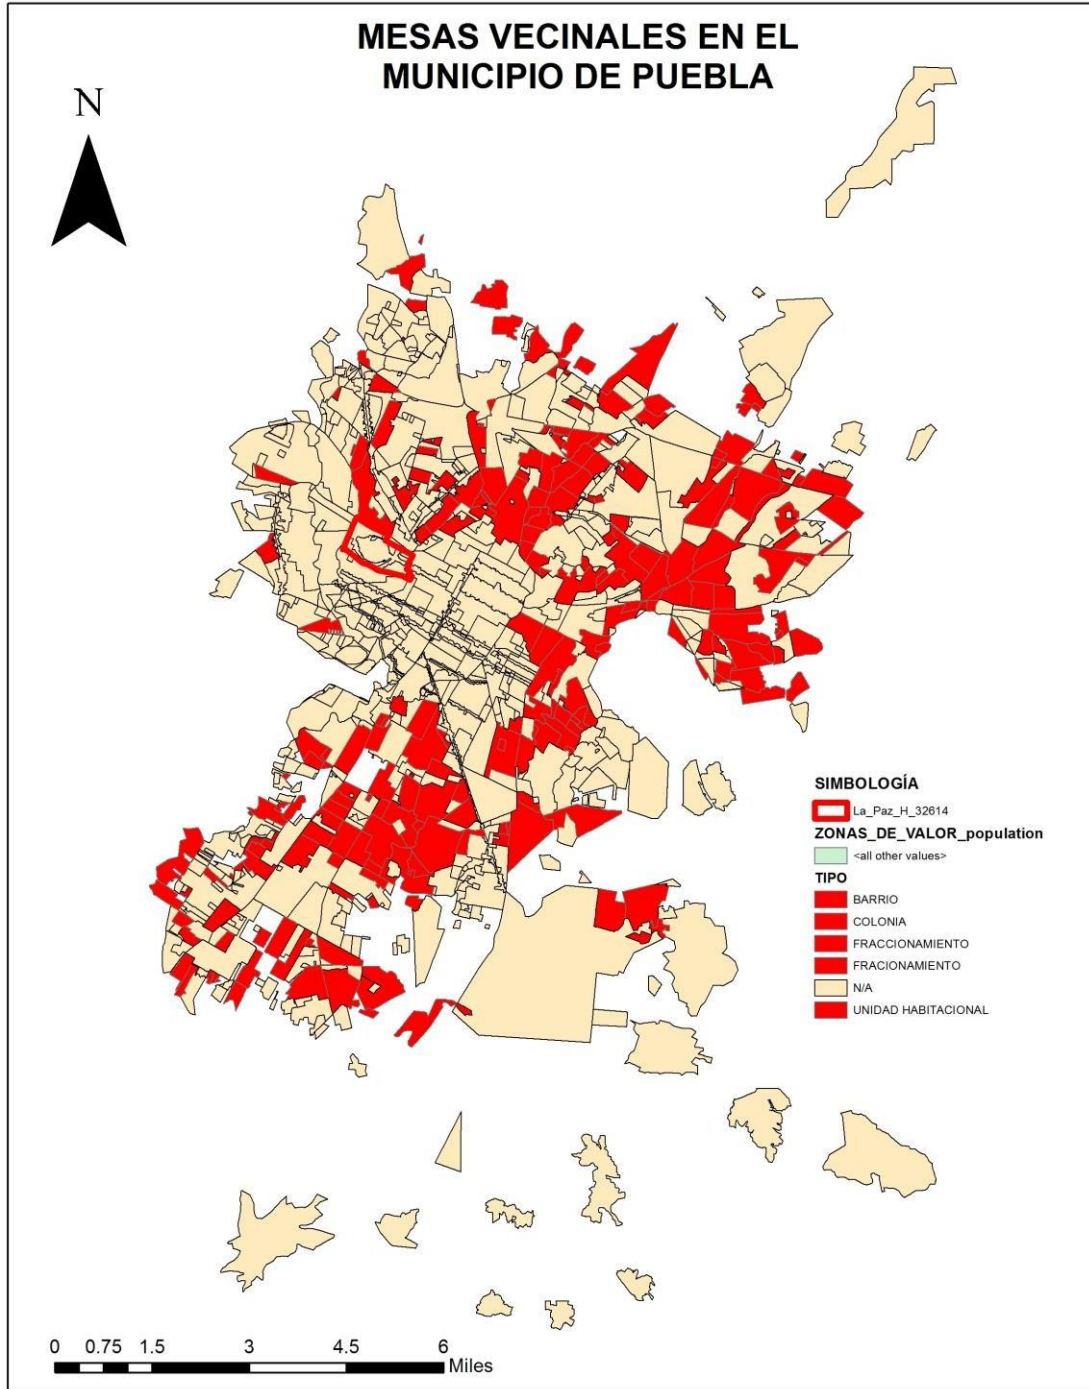 MESAS VECINALES EN EL
MUNICIPIO DE PUEBLA
N
SIMBOLOGÍA
La_Paz_H_32614
ZONAS_DE_VALOR_population
<all other values>
TIPO
BARRIO
COLONIA
FRACCIONAMIENTO
FRACIONAMIENTO
N/A
UNIDAD HABITACIONAL
0 0.75 1.5 3 4.5 6
Miles